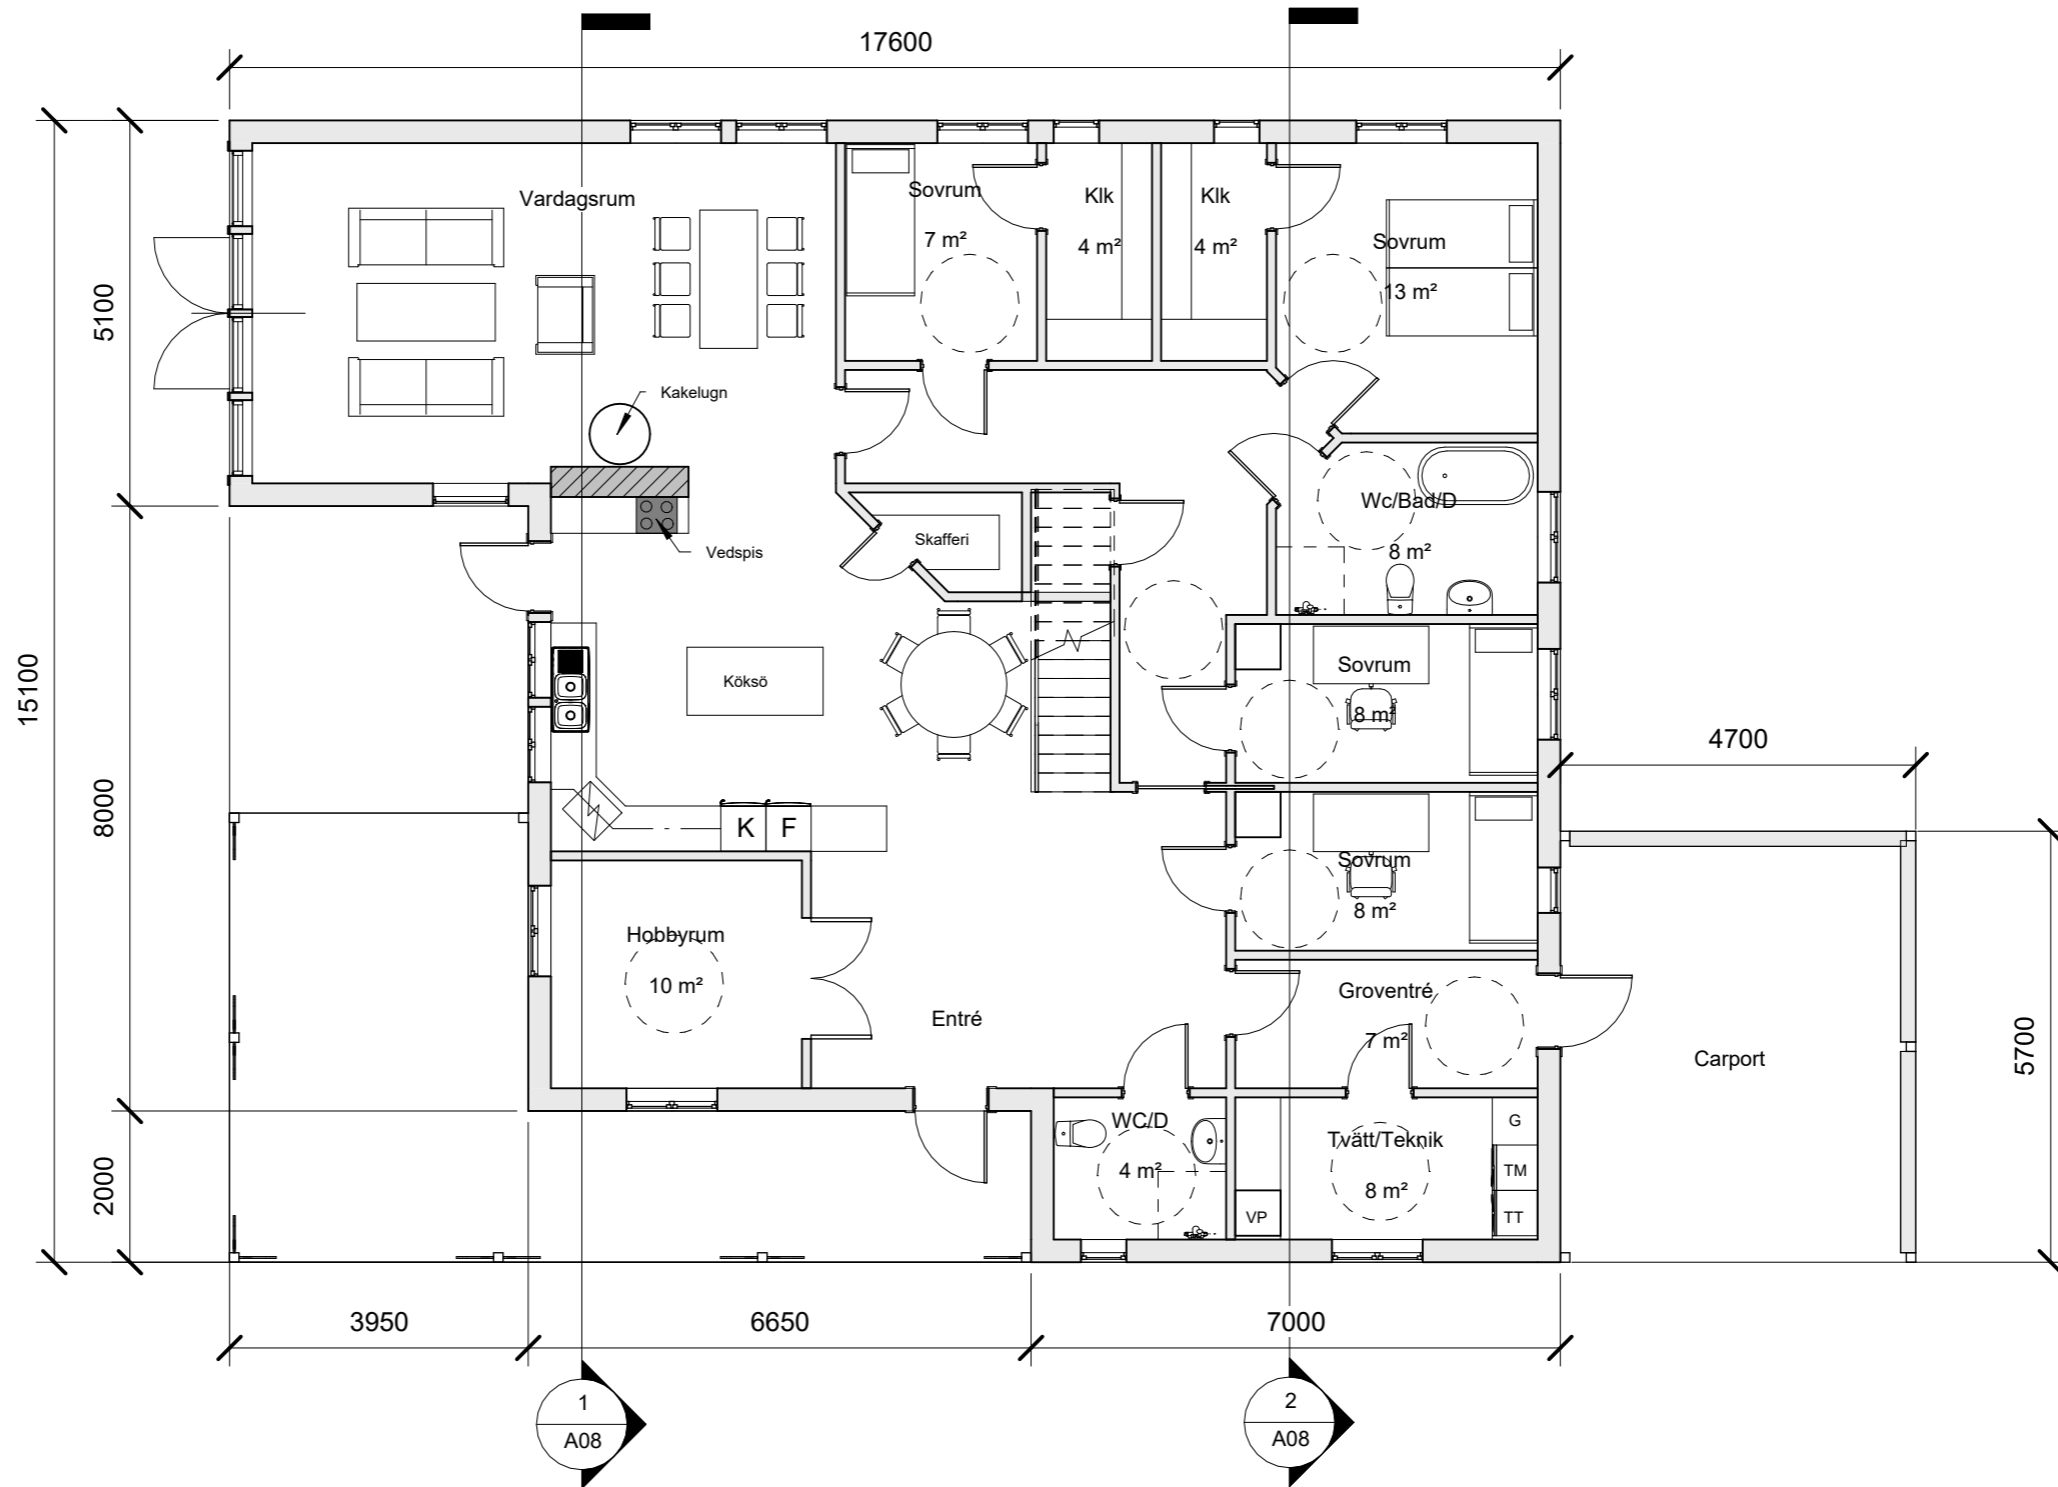 17600
Vardagsrum
Sovrum
7 m²
Klk
4 m²
Klk
4 m²
Sovrum
13 m²
5100
Kakelugn
Vedspis
Skafferi
Wc/Bad/D
8 m²
15100
8000
Köksö
Sovrum
8 m²
4700
K
F
Sovrum
8 m²
Hobbyrum
10 m²
Entré
Groventré
7 m²
Carport
5700
2000
WC/D
4 m²
Tvätt/Teknik
8 m²
G
TM
TT
VP
3950
6650
7000
1
A08
2
A08